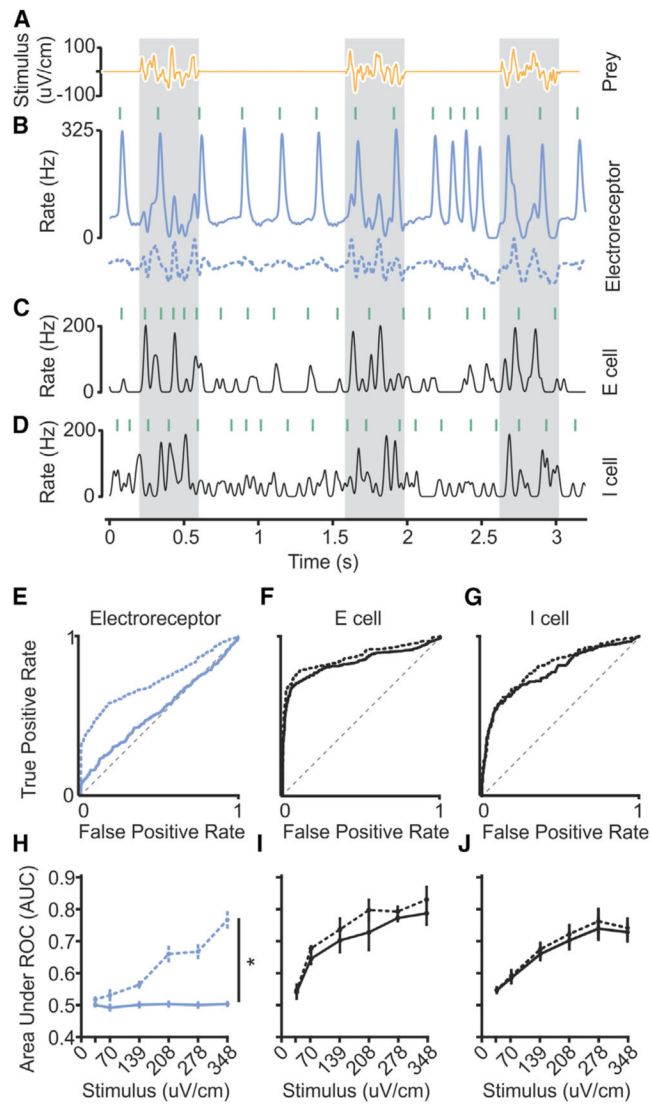 A
Stimulus
(uV/cm)
100
-100
Prey
B
Rate (Hz)
325
0
Electroreceptor
C
Rate (Hz)
200
0
E cell
D
Rate (Hz)
200
0
I cell
0 0.5 1 1.5 2 2.5 3
Time (s)
E Electroreceptor F E cell G I cell
True Positive Rate
1
0
0 1 0 1 0 1
False Positive Rate False Positive Rate False Positive Rate
H I J
Area Under ROC (AUC)
0.9
0.8
0.7
0.6
0.5
0.4
*
0 70 139 208 278 348 0 70 139 208 278 348 0 70 139 208 278 348
Stimulus (uV/cm) Stimulus (uV/cm) Stimulus (uV/cm)